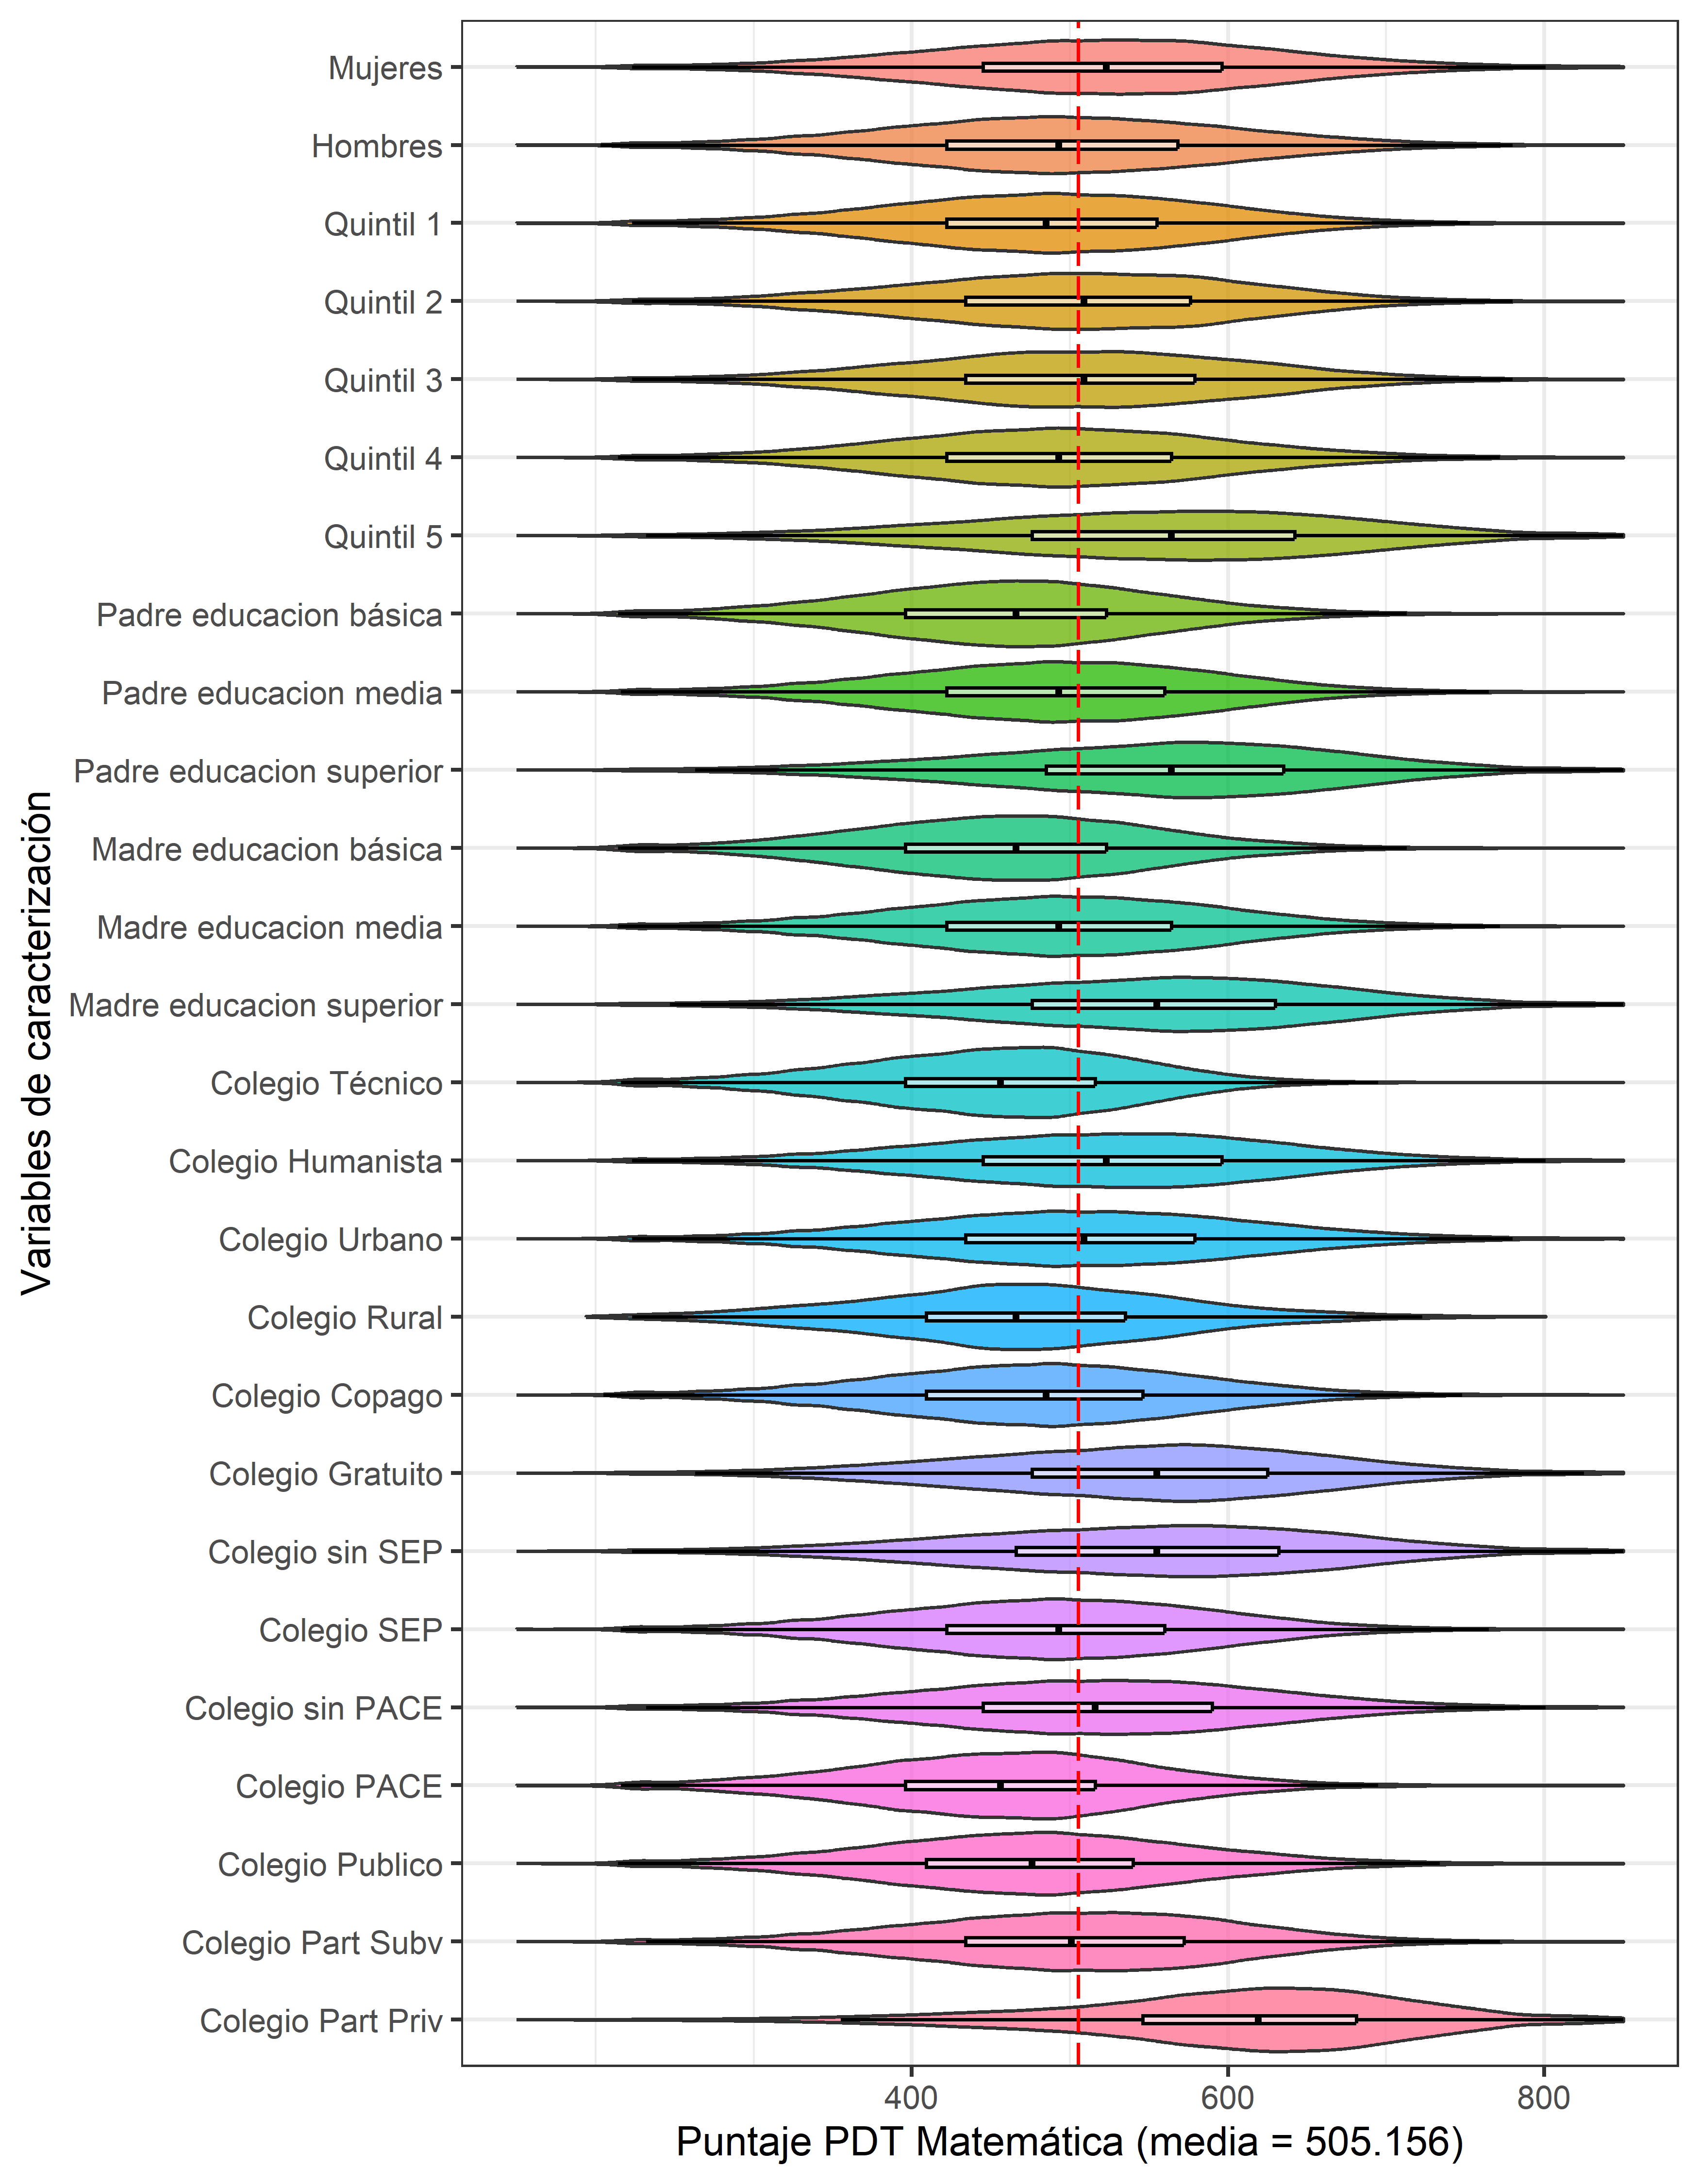 Mujeres
Hombres
Quintil 1
Quintil 2
Quintil 3
Quintil 4
Quintil 5
Padre educacion básica
Padre educacion media
Padre educacion superior
Madre educacion básica
Madre educacion media
Madre educacion superior
Colegio Técnico
Colegio Humanista
Colegio Urbano
Colegio Rural
Colegio Copago
Colegio Gratuito
Colegio sin SEP
Colegio SEP
Colegio sin PACE
Colegio PACE
Colegio Publico
Colegio Part Subv
Colegio Part Priv
Variables de caracterización
400 600 800
Puntaje PDT Matemática (media = 505.156)